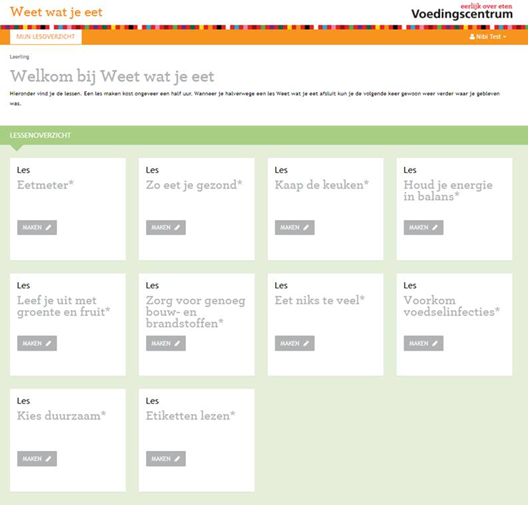 Weet wat je eet
eerlijk over eten
Voedingscentrum
MIJN LESOVERZICHT
Nibi Test
Leerling
Welkom bij Weet wat je eet
Hieronder vind je de lessen. Een les maken kost ongeveer een half uur. Wanneer je halverwege een les Weet wat je eet afsluit kun je de volgende keer gewoon weer verder waar je gebleven
was.
LESSENOVERZICHT
Les
Eetmeter*
MAKEN
Les
Zo eet je gezond*
MAKEN
Les
Kaap de keuken*
MAKEN
Les
Houd je energie
in balans*
MAKEN
Les
Leef je uit met
groente en fruit*
MAKEN
Les
Zorg voor genoeg
bouw- en
brandstoffen*
MAKEN
Les
Eet niks te veel*
MAKEN
Les
Voorkom
voedselinfecties*
MAKEN
Les
Kies duurzaam*
MAKEN
Les
Etiketten lezen*
MAKEN